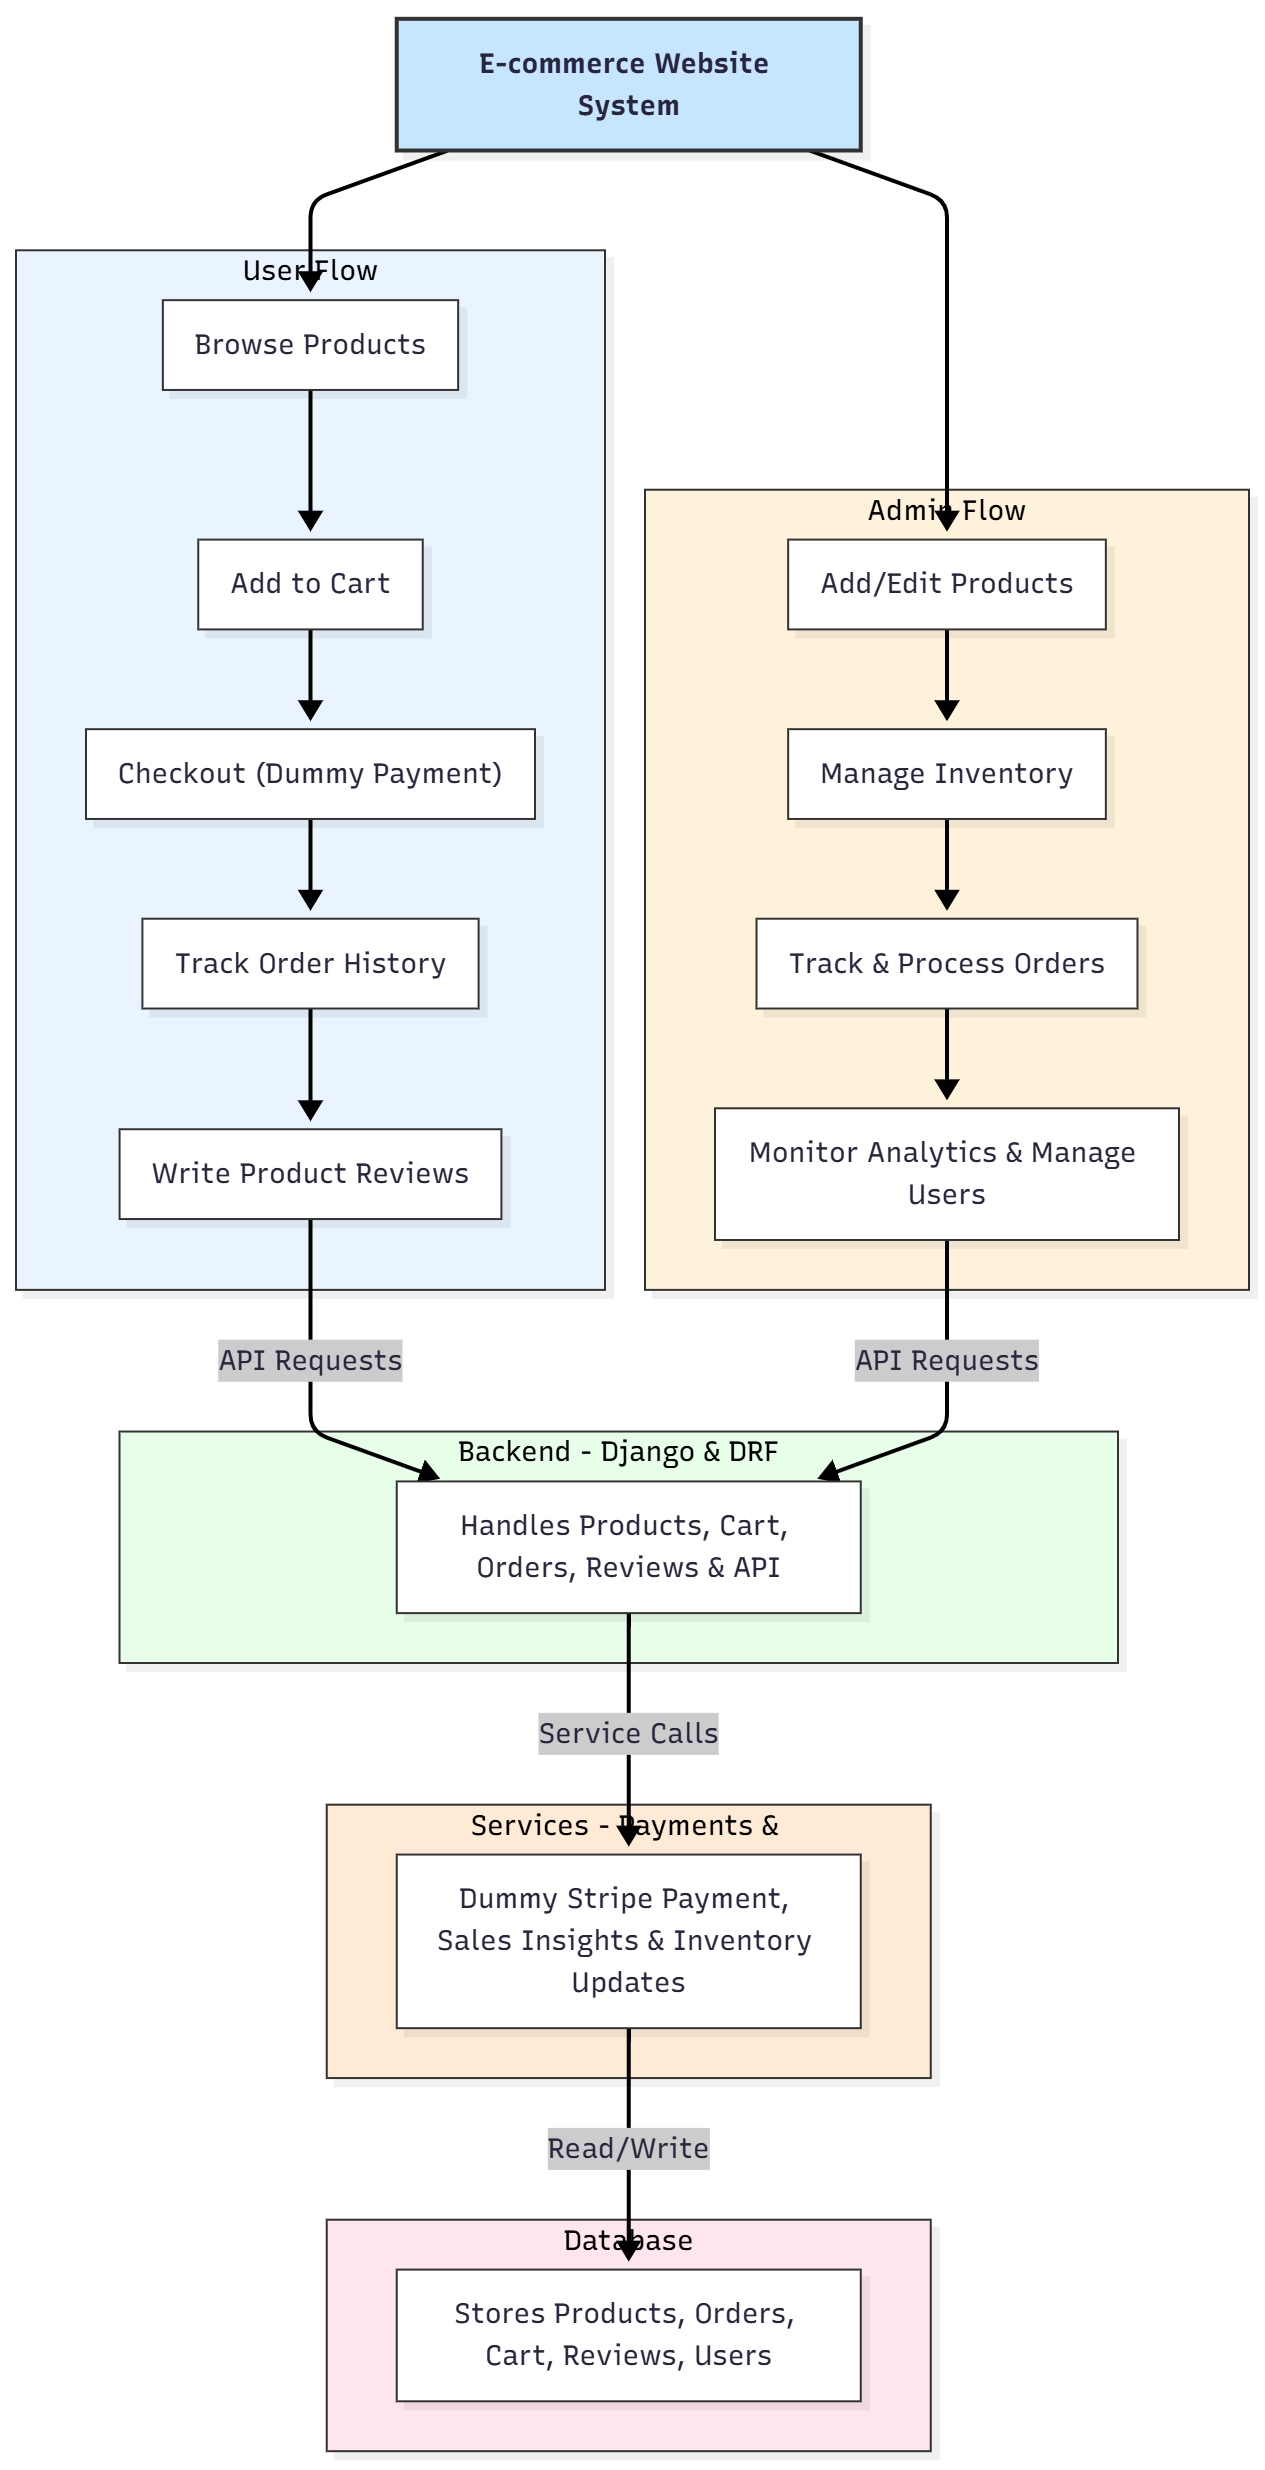 E-commerce Website
System
User Flow
Browse Products
Add to Cart
Checkout (Dummy Payment)
Track Order History
Write Product Reviews
Admin Flow
Add/Edit Products
Manage Inventory
Track & Process Orders
Monitor Analytics & Manage
Users
API Requests
API Requests
Backend - Django & DRF
Handles Products, Cart,
Orders, Reviews & API
Service Calls
Services - Payments &
Dummy Stripe Payment,
Sales Insights & Inventory
Updates
Read/Write
Database
Stores Products, Orders,
Cart, Reviews, Users